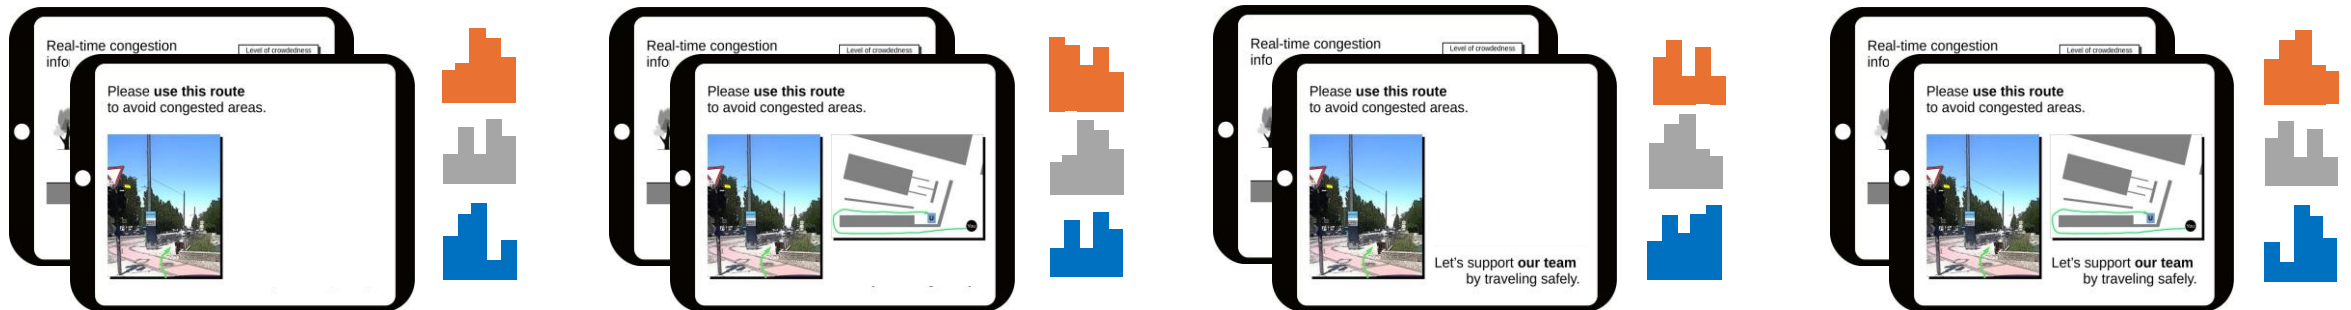 Real-time congestion
info
Level of crowdedness
Please use this route
to avoid congested areas.
Real-time congestion
info
Level of crowdedness
Please use this route
to avoid congested areas.
U
You
Real-time congestion
info
Level of crowdedness
Please use this route
to avoid congested areas.
Let's support our team
by traveling safely.
Real-time congestion
info
Level of crowdedness
Please use this route
to avoid congested areas.
U
You
Let's support our team
by traveling safely.